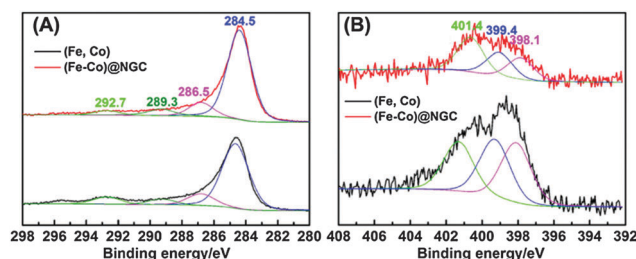 (A)
284.5
(Fe, Co)
(Fe-Co)@NGC
286.5
292.7
289.3
298 296 294 292 290 288 286 284 282 280
Binding energy/eV
(B)
401.4
399.4
398.1
(Fe, Co)
(Fe-Co)@NGC
408 406 404 402 400 398 396 394 392
Binding energy/eV